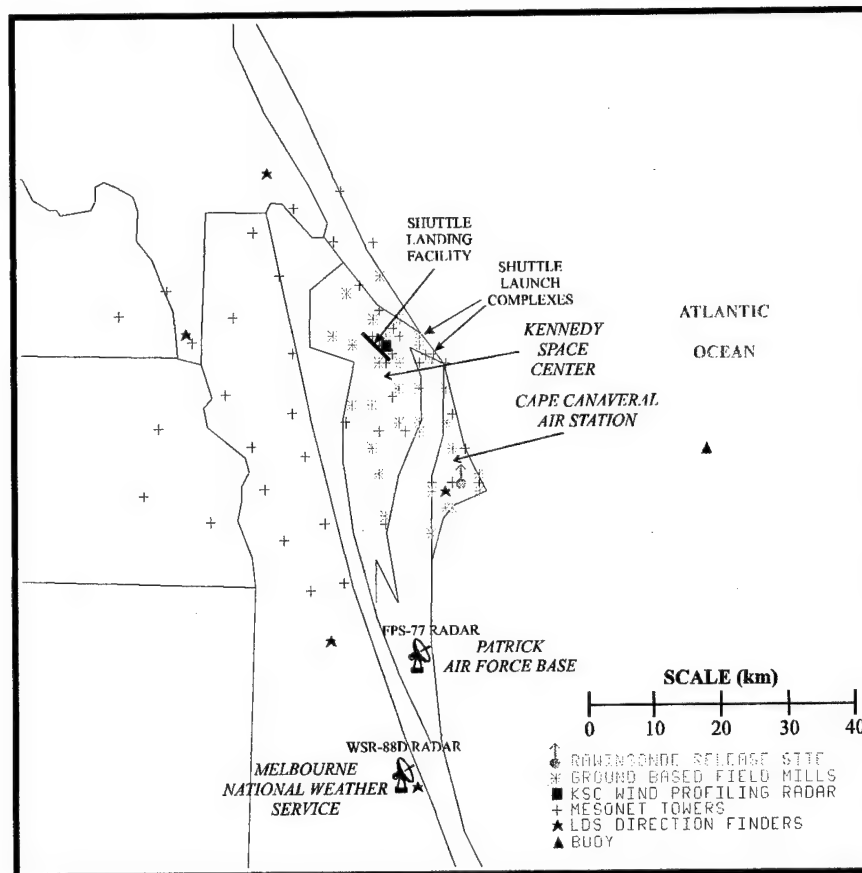 SHUTTLE
LANDING
FACILITY
SHUTTLE
LAUNCH
COMPLEXES
KENNEDY
SPACE
CENTER
ATLANTIC
OCEAN
CAPE CANAVERAL
AIR STATION
FPS-77 RADAR
PATRICK
AIR FORCE BASE
WSR-88D RADAR
MELBOURNE
NATIONAL WEATHER
SERVICE
SCALE (km)
0 10 20 30 40
RAWINSONDE RELEASE SITE
GROUND BASED FIELD MILLS
KSC WIND PROFILING RADAR
MESONET TOWERS
LDS DIRECTION FINDERS
BUOY